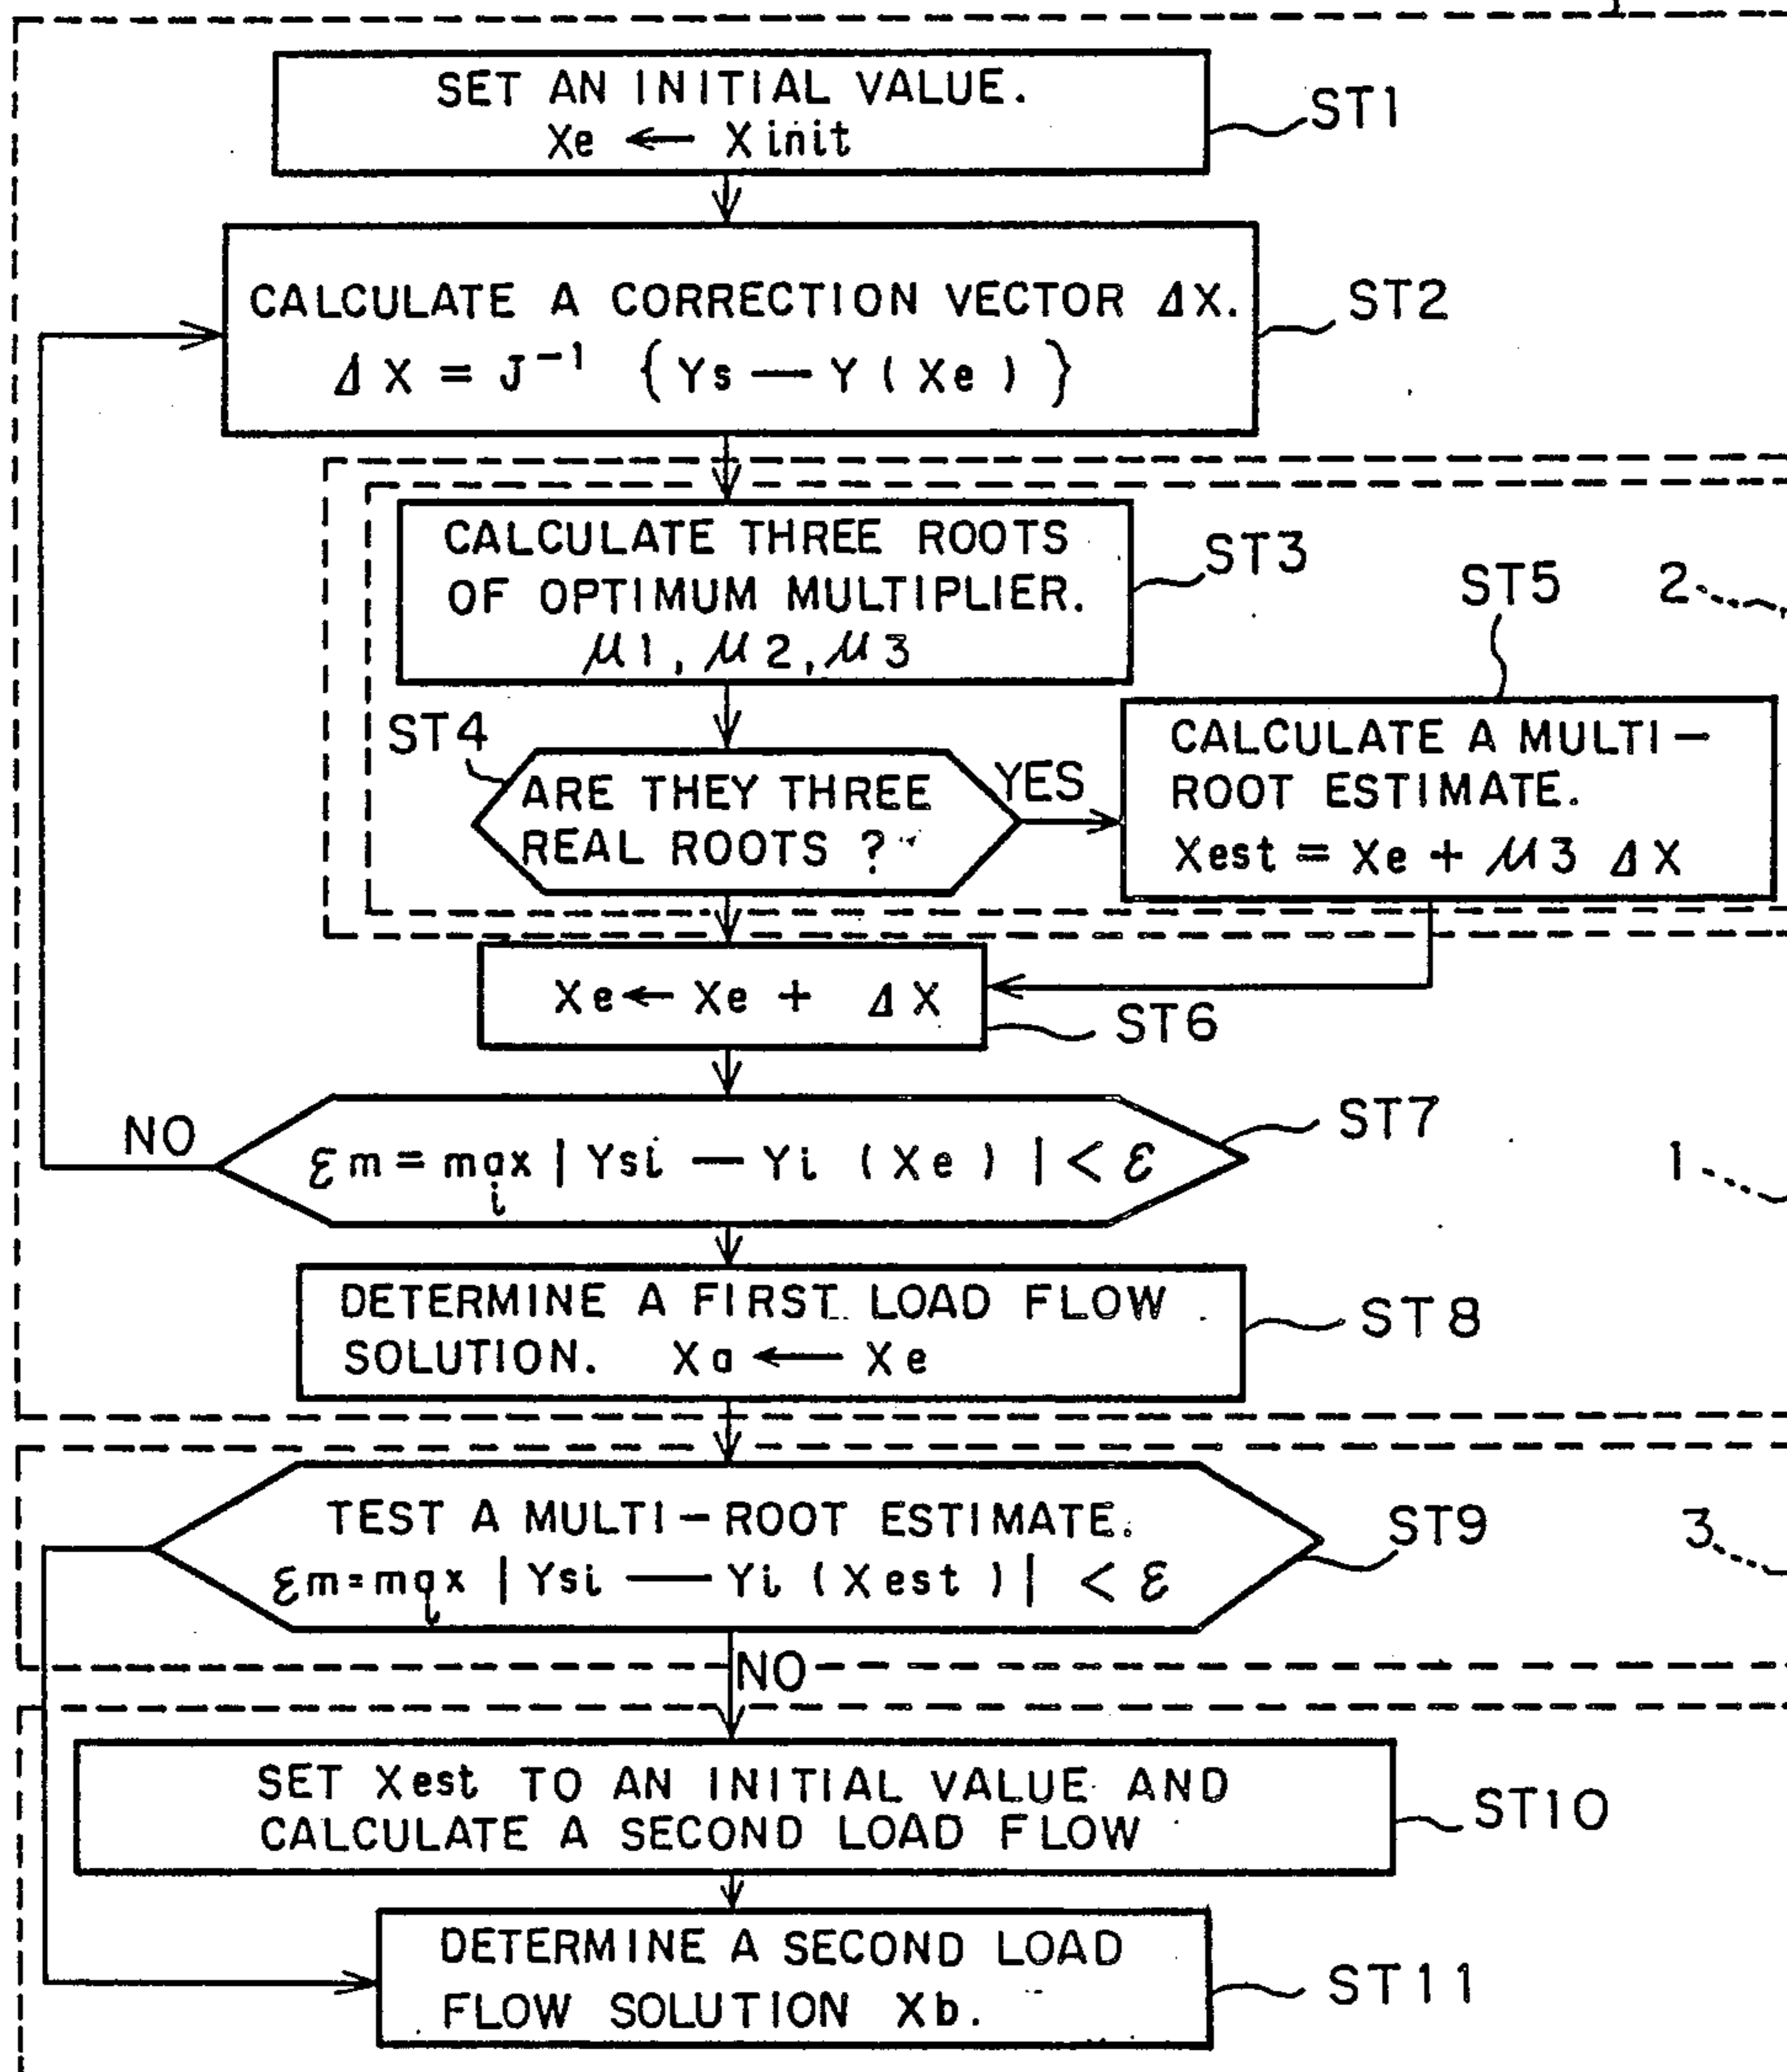 SET AN INITIAL VALUE.
Xe ← Xinit
ST1
CALCULATE A CORRECTION VECTOR ΔX.
ΔX = J⁻¹ {Ys — Y(Xe)}
ST2
CALCULATE THREE ROOTS
OF OPTIMUM MULTIPLIER.
μ1, μ2, μ3
ST3
ST5
2
ST4
ARE THEY THREE
REAL ROOTS ?
YES
CALCULATE A MULTI-
ROOT ESTIMATE.
Xest = Xe + μ3 ΔX
Xe ← Xe + ΔX
ST6
NO
εm = max | Ysi — Yi (Xe) | < ε
i
ST7
1
DETERMINE A FIRST LOAD FLOW
SOLUTION. Xa ← Xe
ST8
TEST A MULTI-ROOT ESTIMATE.
εm = max | Ysi — Yi (Xest) | < ε
i
ST9
3
NO
SET Xest TO AN INITIAL VALUE AND
CALCULATE A SECOND LOAD FLOW
ST10
DETERMINE A SECOND LOAD
FLOW SOLUTION Xb.
ST11